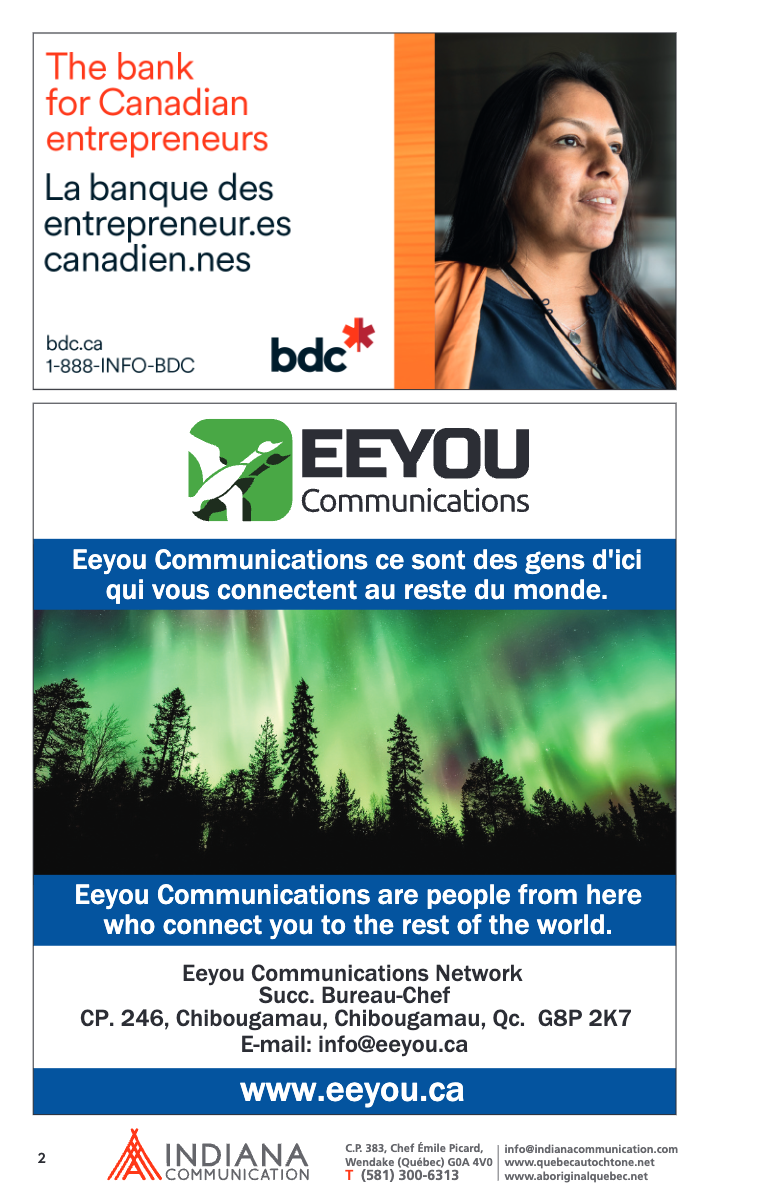 The bank
for Canadian
entrepreneurs
La banque des
entrepreneur.es
canadien.nes
bdc.ca
1-888-INFO-BDC
bdc
EEYOU
Communications
Eeyou Communications ce sont des gens d'ici
qui vous connectent au reste du monde.
Eeyou Communications are people from here
who connect you to the rest of the world.
Eeyou Communications Network
Succ. Bureau-Chef
CP. 246, Chibougamau, Chibougamau, Qc. G8P 2K7
E-mail: info@eeyou.ca
www.eeyou.ca
2
INDIANA
COMMUNICATION
C.P. 383, Chef Émile Picard,
Wendake (Québec) G0A 4V0
T (581) 300-6313
info@indianacommunication.com
www.quebecautochtone.net
www.aboriginalquebec.net